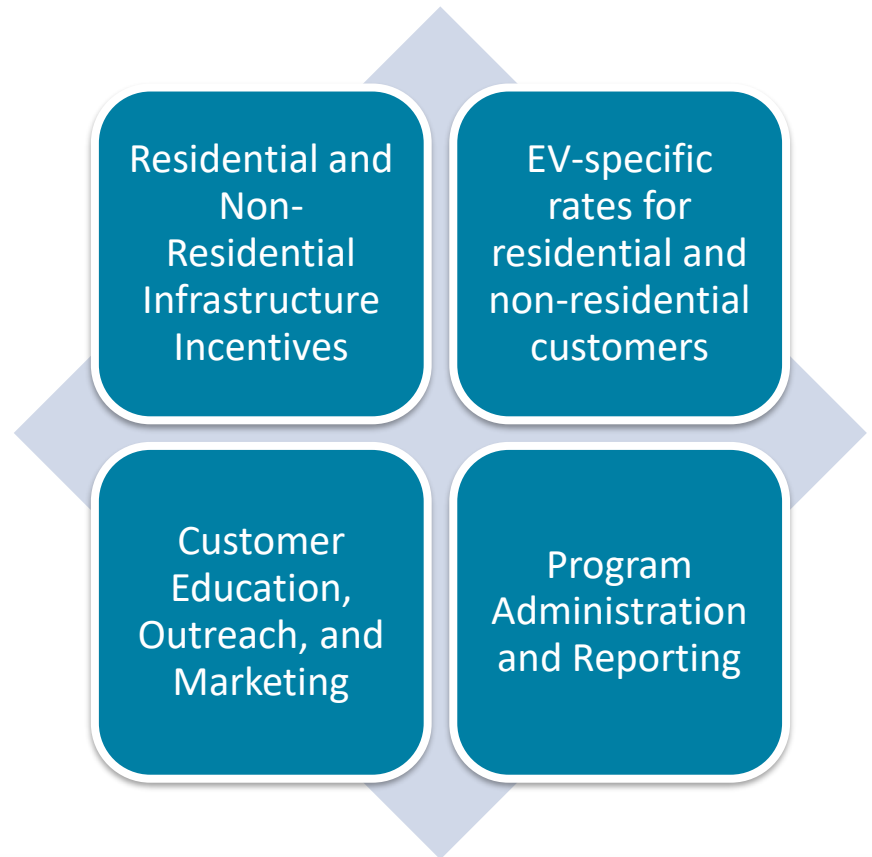 Residential and
Non-
Residential
Infrastructure
Incentives
EV-specific
rates for
residential and
non-residential
customers
Customer
Education,
Outreach, and
Marketing
Program
Administration
and Reporting